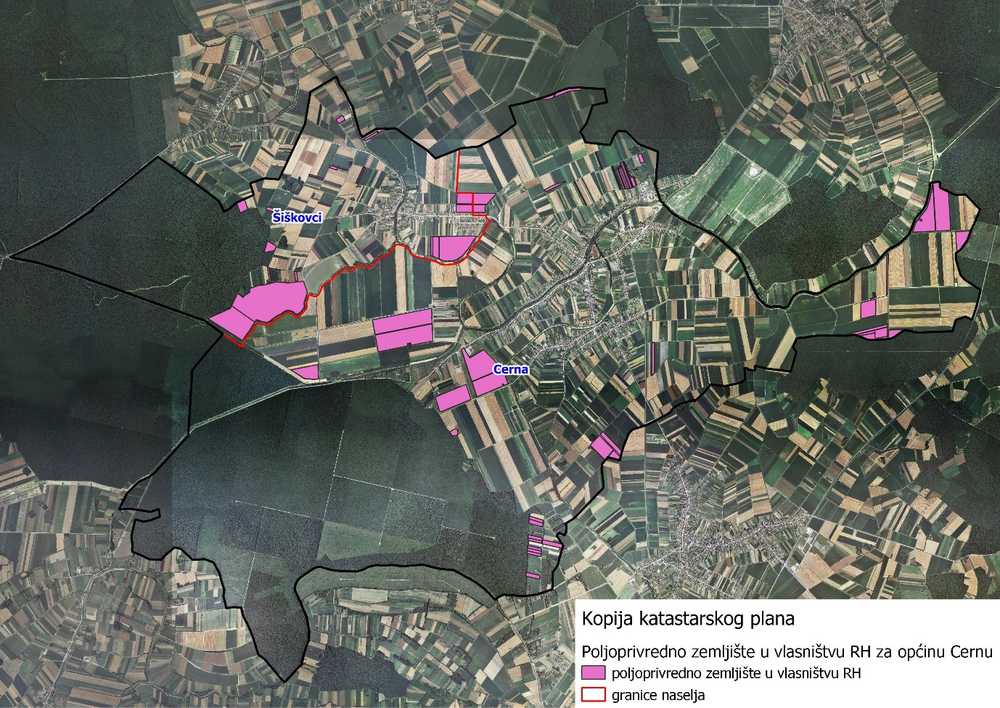 Šiškovci
Cerna
Kopija katastarskog plana
Poljoprivredno zemljište u vlasništvu RH za općinu Cernu
poljoprivredno zemljište u vlasništvu RH
granice naselja